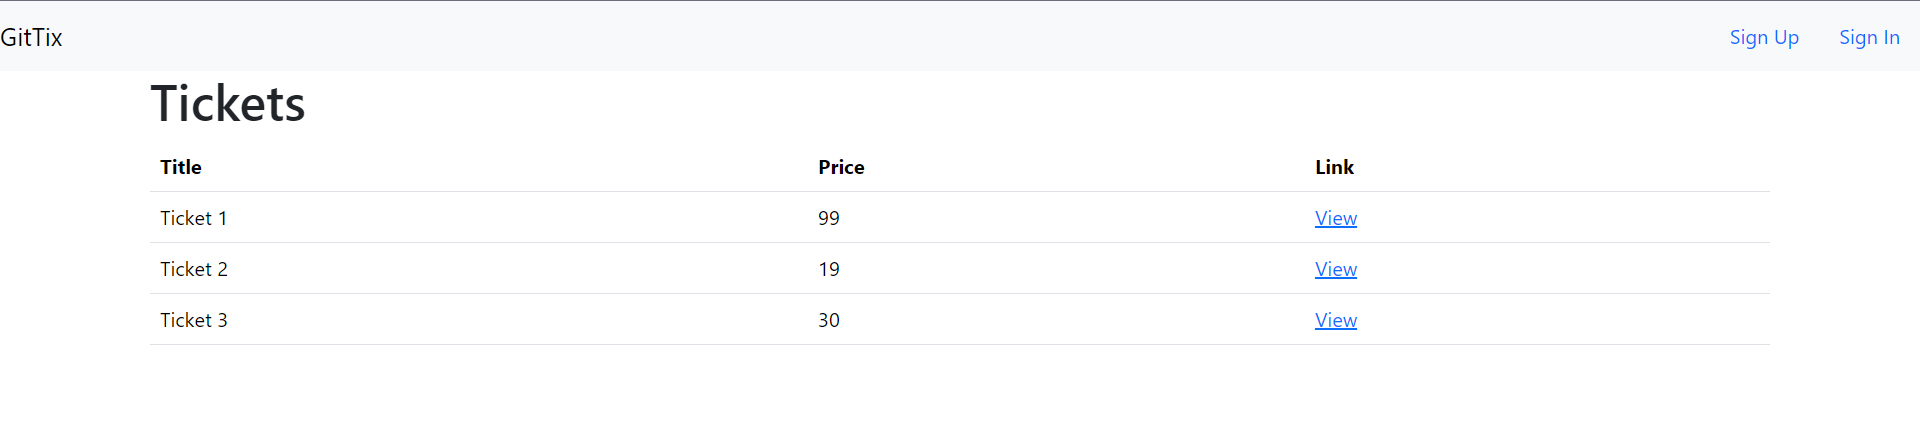 GitTix Sign Up Sign In
Tickets
Title Price Link
Ticket 1 99 View
Ticket 2 19 View
Ticket 3 30 View